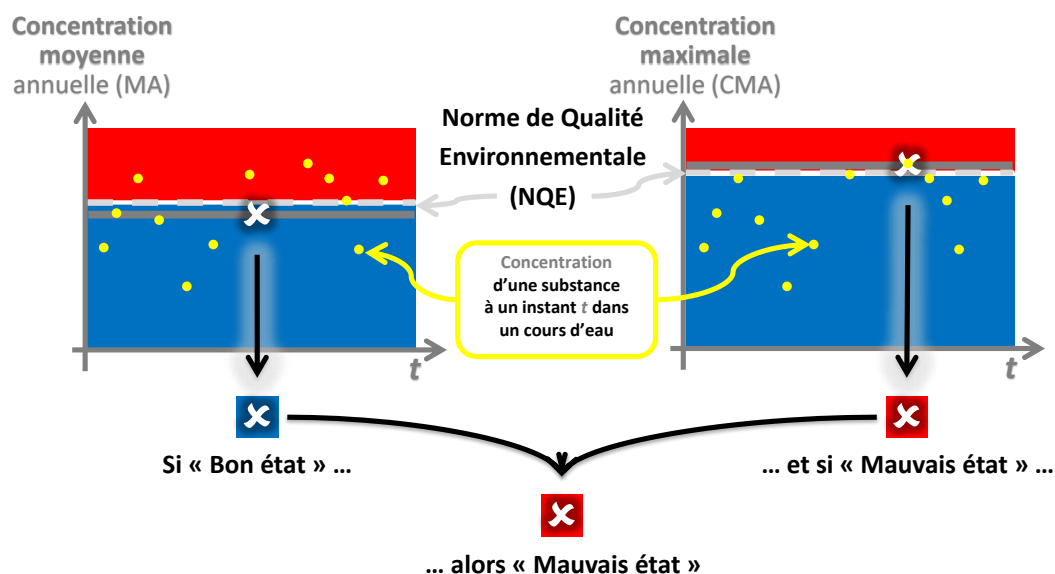 Concentration
moyenne
annuelle (MA)
Concentration
maximale
annuelle (CMA)
Norme de Qualité
Environnementale
(NQE)
Concentration
d'une substance
à un instant t dans
un cours d'eau
t
t
Si « Bon état » ...
... et si « Mauvais état » ...
... alors « Mauvais état »